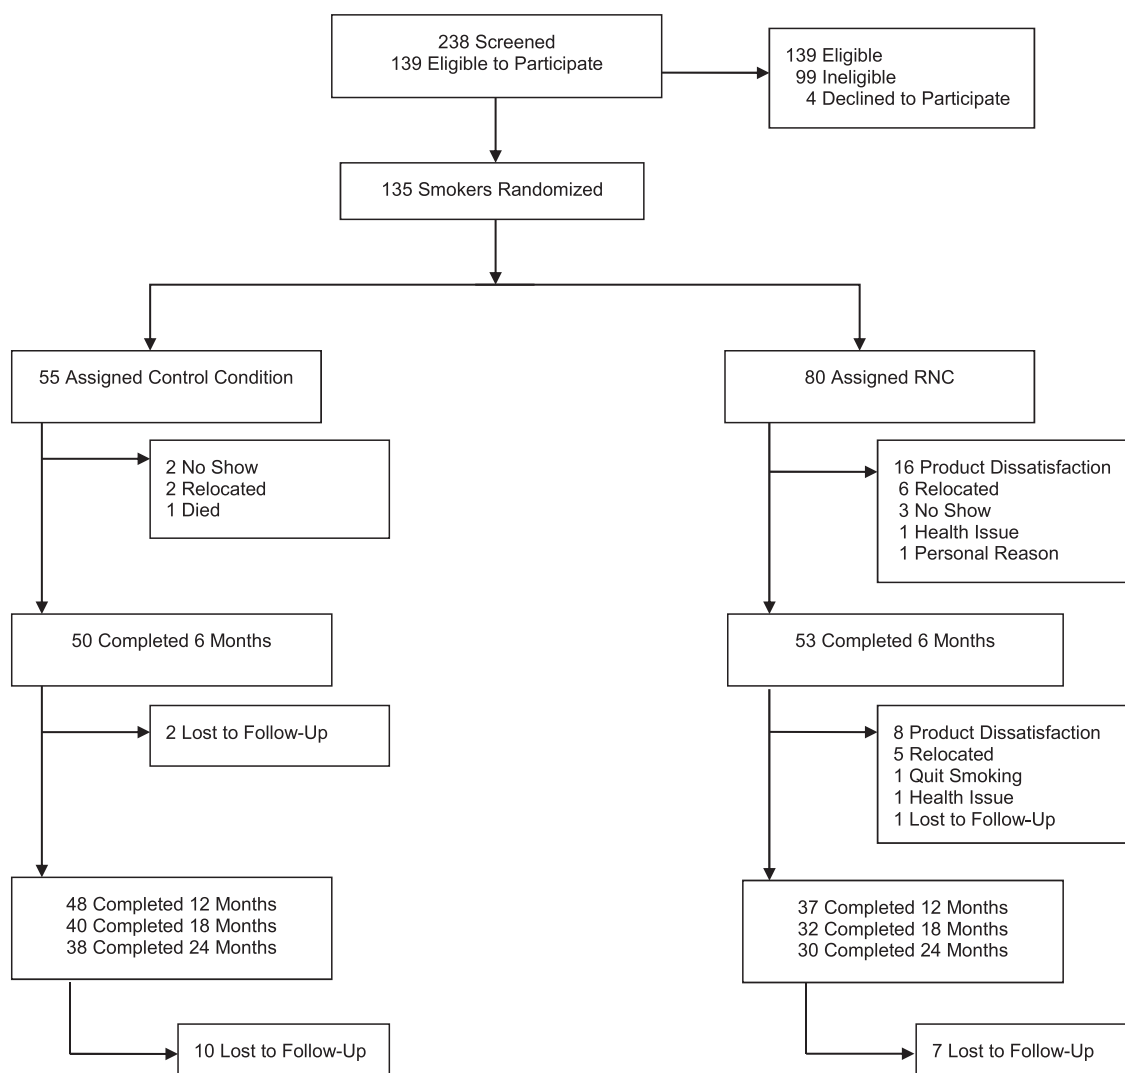 238 Screened
139 Eligible to Participate
139 Eligible
99 Ineligible
4 Declined to Participate
135 Smokers Randomized
55 Assigned Control Condition
80 Assigned RNC
2 No Show
2 Relocated
1 Died
16 Product Dissatisfaction
6 Relocated
3 No Show
1 Health Issue
1 Personal Reason
50 Completed 6 Months
53 Completed 6 Months
2 Lost to Follow-Up
8 Product Dissatisfaction
5 Relocated
1 Quit Smoking
1 Health Issue
1 Lost to Follow-Up
48 Completed 12 Months
40 Completed 18 Months
38 Completed 24 Months
37 Completed 12 Months
32 Completed 18 Months
30 Completed 24 Months
10 Lost to Follow-Up
7 Lost to Follow-Up